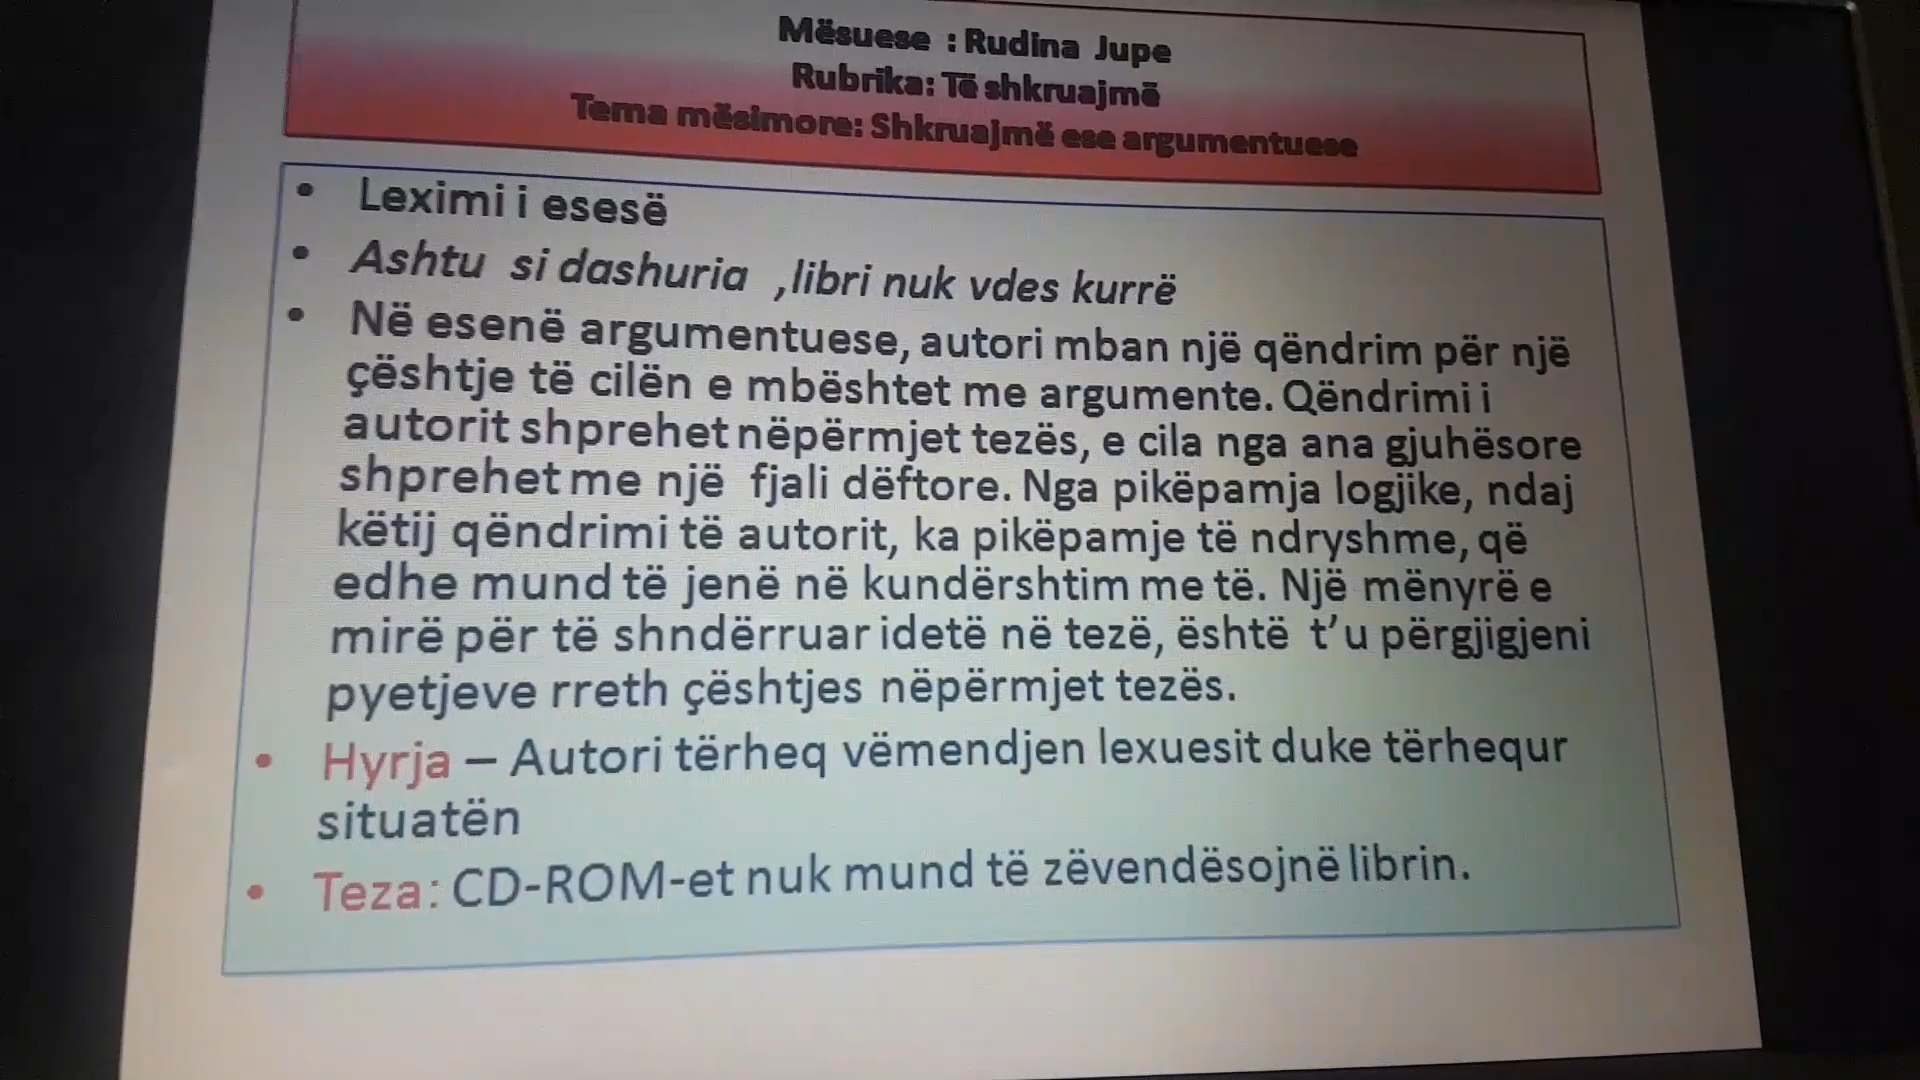 Mësuese : Rudina Jupe
Rubrika: Të shkruajmë
Tema mësimore: Shkruajmë ese argumentuese
• Leximi i esesë
• Ashtu si dashuria ,libri nuk vdes kurrë
• Në esenë argumentuese, autori mban një qëndrim për një
çështje të cilën e mbështet me argumente. Qëndrimi i
autorit shprehet nëpërmjet tezës, e cila nga ana gjuhësore
shprehet me një fjali dëftore. Nga pikëpamja logjike, ndaj
këtij qëndrimi të autorit, ka pikëpamje të ndryshme, që
edhe mund të jenë në kundërshtim me të. Një mënyrë e
mirë për të shndërruar idetë në tezë, është t’u përgjigjeni
pyetjeve rreth çështjes nëpërmjet tezës.
• Hyrja – Autori tërheq vëmendjen lexuesit duke tërhequr
situatën
• Teza: CD-ROM-et nuk mund të zëvendësojnë librin.